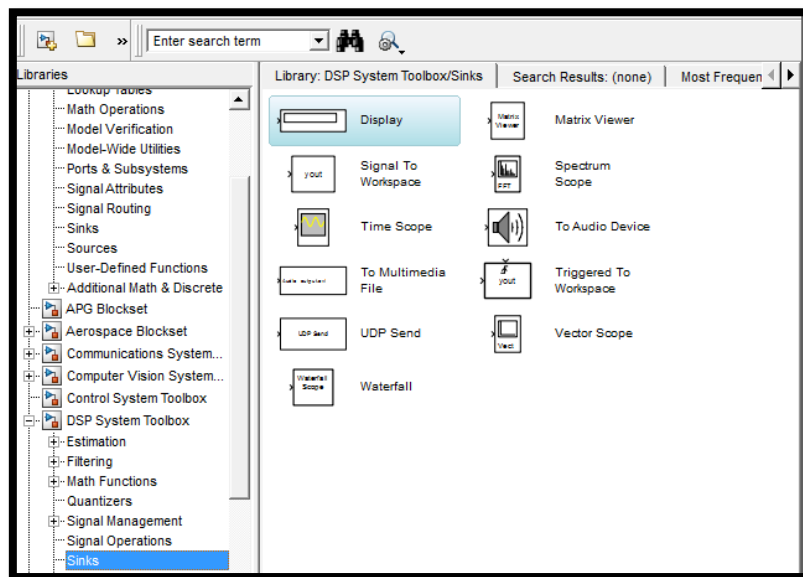 »
Enter search term
Libraries
Lookup Tables
Math Operations
Model Verification
Model-Wide Utilities
Ports & Subsystems
Signal Attributes
Signal Routing
Sinks
Sources
User-Defined Functions
Additional Math & Discrete
APG Blockset
Aerospace Blockset
Communications System...
Computer Vision System...
Control System Toolbox
DSP System Toolbox
Estimation
Filtering
Math Functions
Quantizers
Signal Management
Signal Operations
Sinks
Library: DSP System Toolbox/Sinks
Search Results: (none)
Most Frequen
Display
Matrix
Viewer
Matrix Viewer
yout
Signal To
Workspace
FFT
Spectrum
Scope
Time Scope
To Audio Device
To Multimedia
File
yout
Triggered To
Workspace
UDP Send
UDP Send
Vect
Vector Scope
Waterfall
Scope
Waterfall